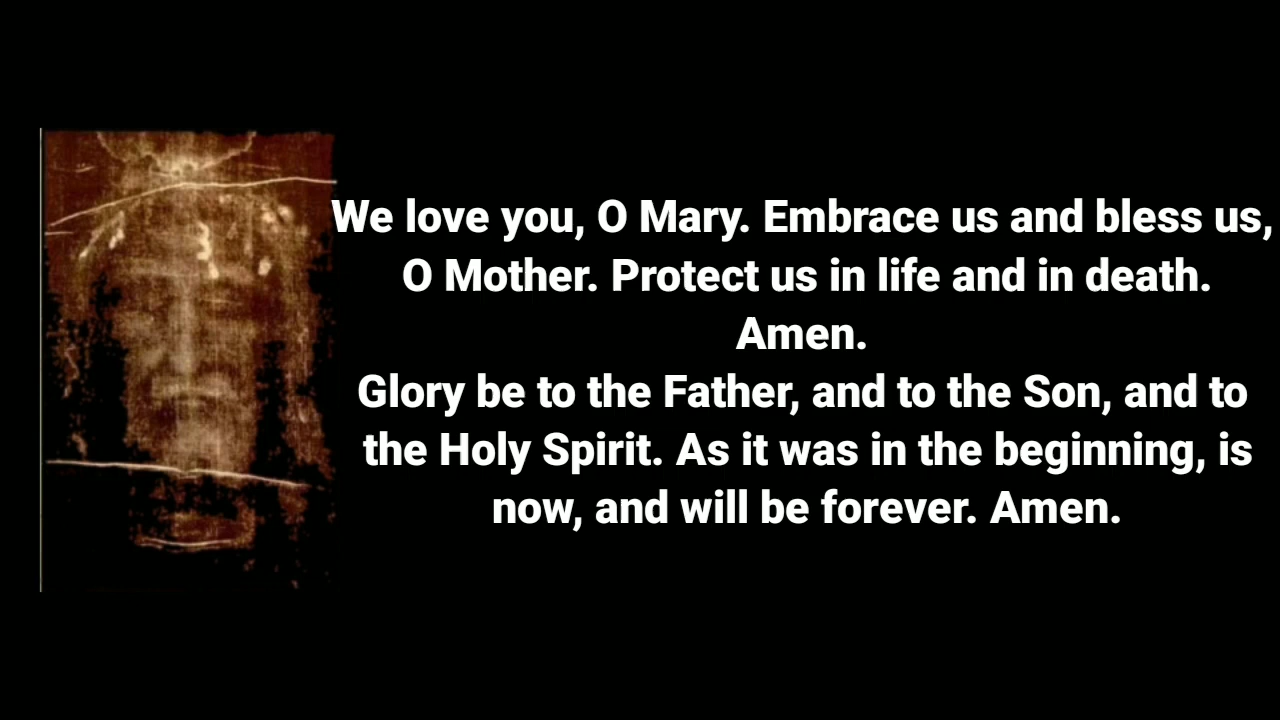 We love you, O Mary. Embrace us and bless us,
O Mother. Protect us in life and in death.
Amen.
Glory be to the Father, and to the Son, and to
the Holy Spirit. As it was in the beginning, is
now, and will be forever. Amen.